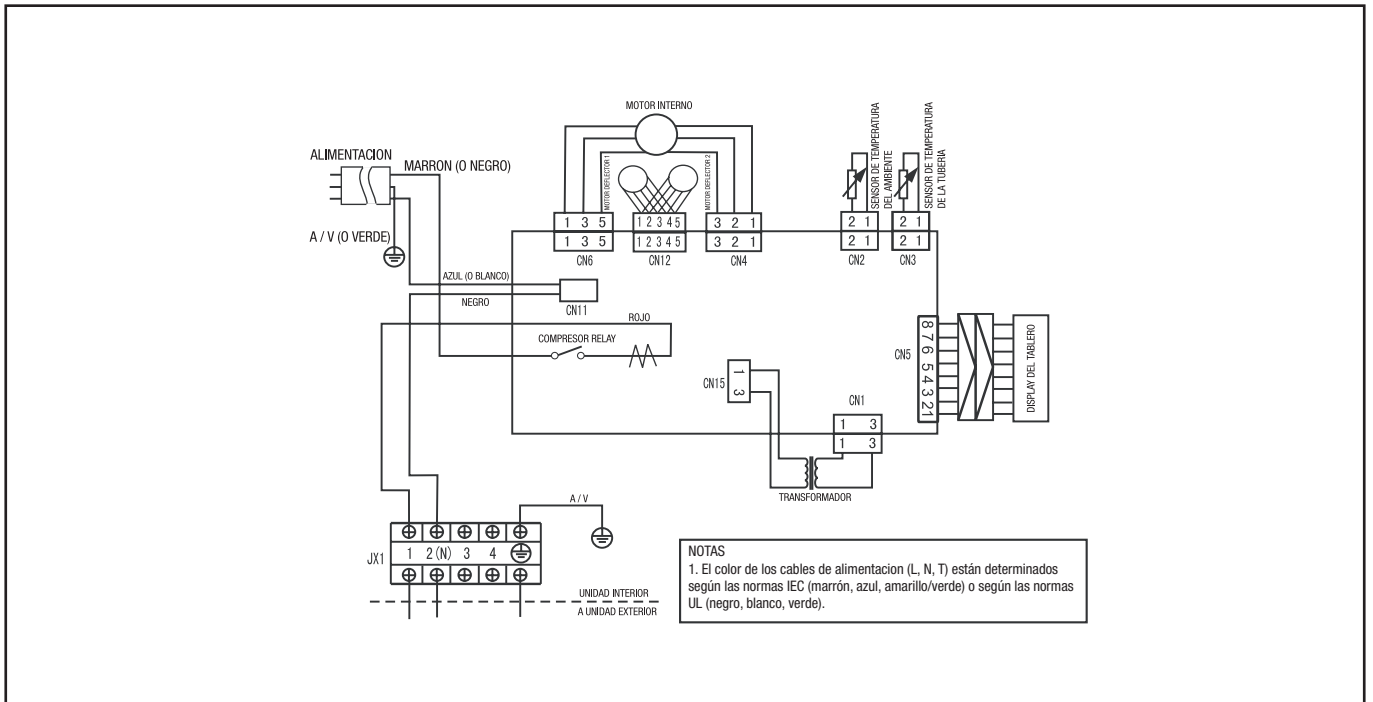 MOTOR INTERNO
ALIMENTACION
MARRON (O NEGRO)
A / V (O VERDE)
MOTOR DEFLECTOR 1
MOTOR DEFLECTOR 2
SENSOR DE TEMPERATURA
DEL AMBIENTE
SENSOR DE TEMPERATURA
DE LA TUBERIA
1 3 5
1 2 3 4 5
3 2 1
2 1
2 1
1 3 5
1 2 3 4 5
3 2 1
2 1
2 1
CN6
CN12
CN4
CN2
CN3
AZUL (O BLANCO)
NEGRO
CN11
ROJO
COMPRESOR RELAY
CN5
8 7 6 5 4 3 2 1
DISPLAY DEL TABLERO
CN15
1 3
CN1
1 3
1 3
TRANSFORMADOR
A / V
JX1
1 2 (N) 3 4
UNIDAD INTERIOR
A UNIDAD EXTERIOR
NOTAS
1. El color de los cables de alimentacion (L, N, T) están determinados
según las normas IEC (marrón, azul, amarillo/verde) o según las normas
UL (negro, blanco, verde).